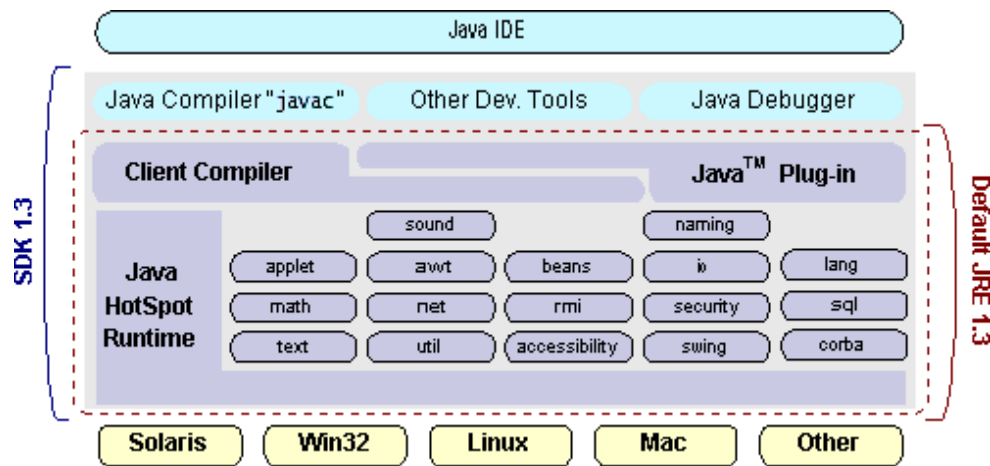 Java IDE
Java Compiler "javac"
Other Dev. Tools
Java Debugger
Client Compiler
Java™ Plug-in
SDK 1.3
Default JRE 1.3
Java
HotSpot
Runtime
sound
naming
applet
awt
beans
io
lang
math
net
rmi
security
sql
text
util
accessibility
swing
corba
Solaris
Win32
Linux
Mac
Other